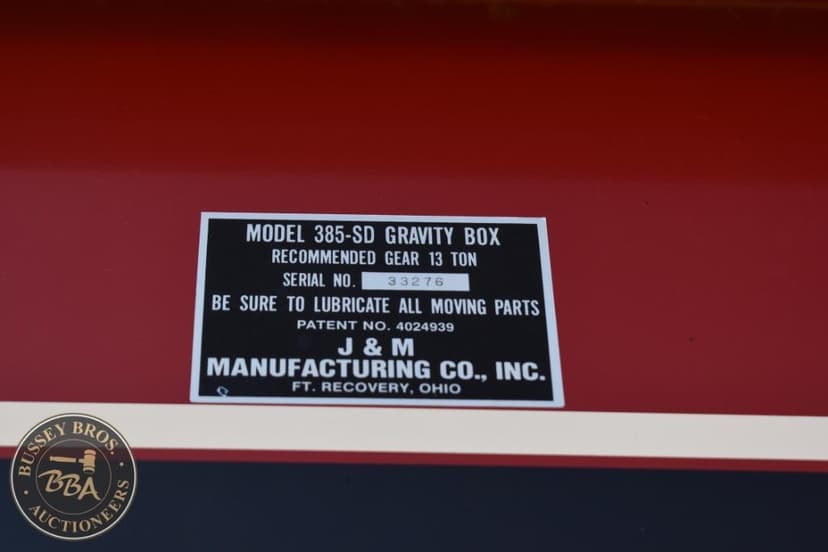 MODEL 385-SD GRAVITY BOX
RECOMMENDED GEAR 13 TON
SERIAL NO. 33276
BE SURE TO LUBRICATE ALL MOVING PARTS
PATENT NO. 4024939
J & M
MANUFACTURING CO., INC.
FT. RECOVERY, OHIO
BUSSEY BROS.
BBA
AUCTIONEERS